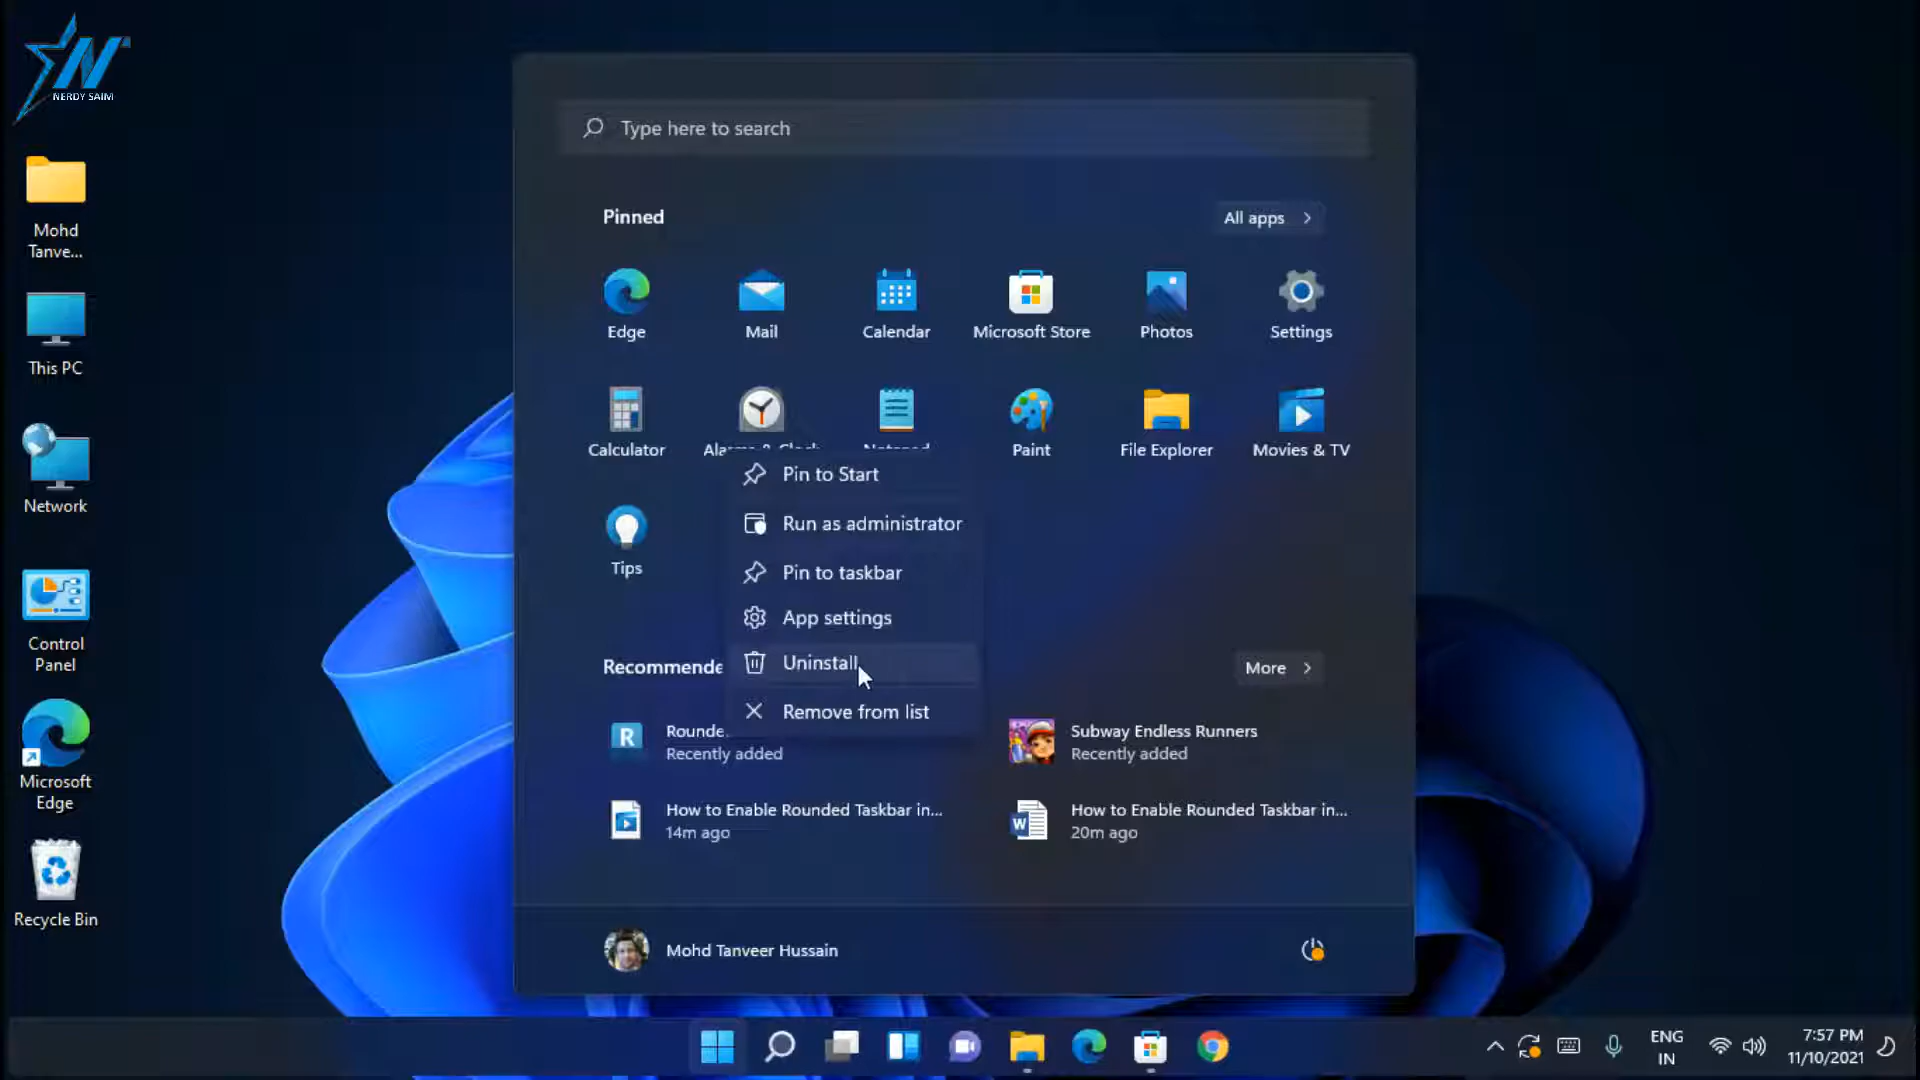 NERDY SAIM
Mohd
Tanve...
This PC
Network
Control
Panel
Microsoft
Edge
Recycle Bin
Type here to search
Pinned
All apps
Edge
Mail
Calendar
Microsoft Store
Photos
Settings
Calculator
Alarms & Clock
Notepad
Paint
File Explorer
Movies & TV
Tips
Pin to Start
Run as administrator
Pin to taskbar
App settings
Uninstall
Remove from list
Recommende
More
R
Rounde
Recently added
Subway Endless Runners
Recently added
How to Enable Rounded Taskbar in...
14m ago
W
How to Enable Rounded Taskbar in...
20m ago
Mohd Tanveer Hussain
ENG
IN
7:57 PM
11/10/2021